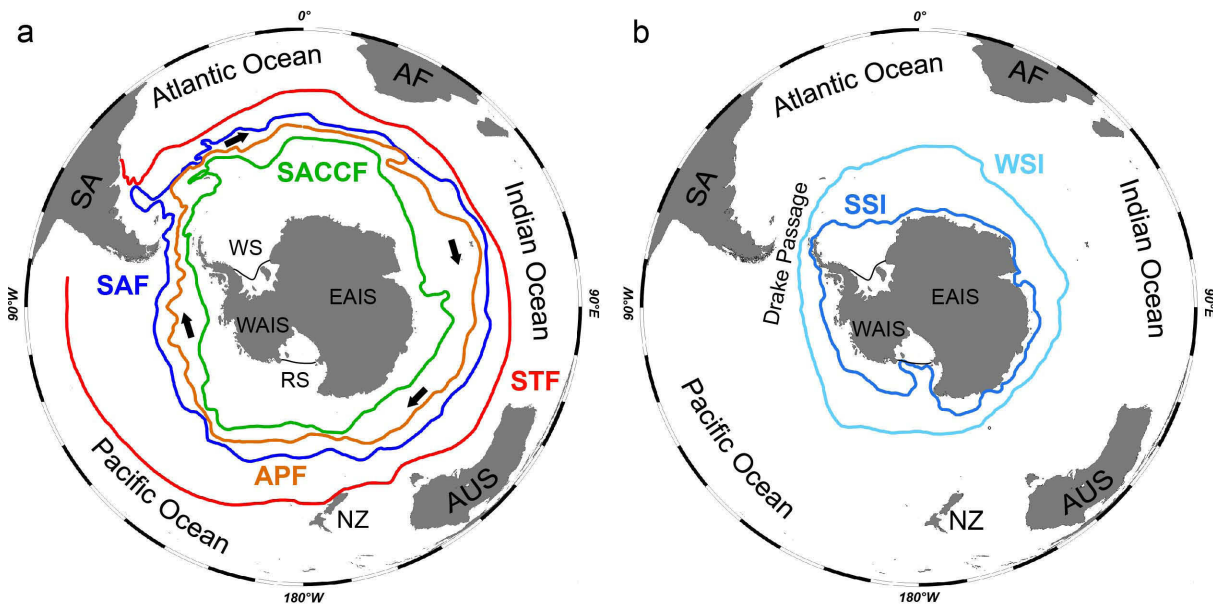 a
0°
Atlantic Ocean
AF
SA
SACCF
Indian Ocean
WS
SAF
EAIS
90°W
90°E
WAIS
RS
STF
Pacific Ocean
APF
AUS
NZ
180°W
b
0°
Atlantic Ocean
AF
WSI
SA
SSI
Drake Passage
Indian Ocean
EAIS
90°W
90°E
WAIS
Pacific Ocean
AUS
NZ
180°W